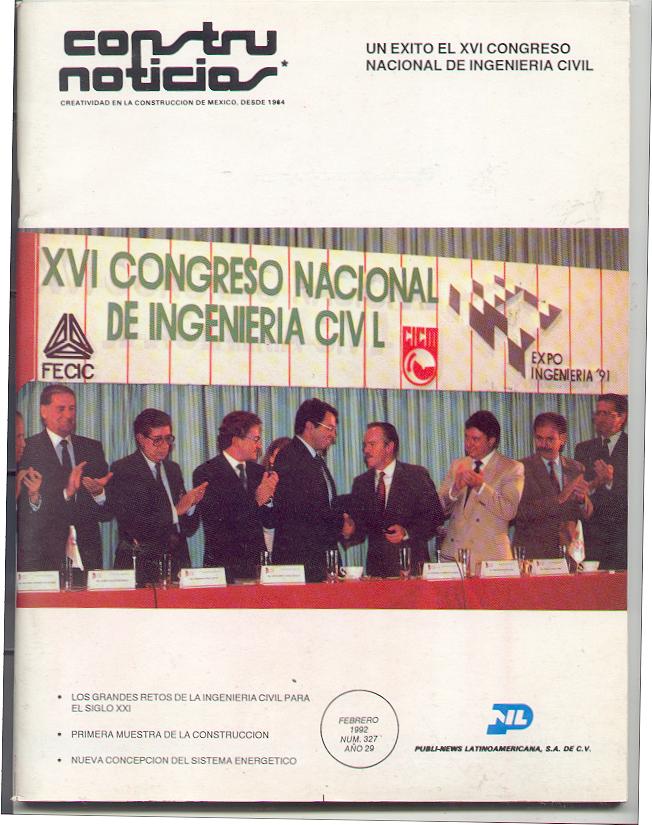 constru
noticias*
CREATIVIDAD EN LA CONSTRUCCION DE MEXICO, DESDE 1964
UN EXITO EL XVI CONGRESO
NACIONAL DE INGENIERIA CIVIL
XVI CONGRESO NACIONAL
DE INGENIERIA CIVIL
FECIC
CICM
EXPO
INGENIERIA '91
• LOS GRANDES RETOS DE LA INGENIERIA CIVIL PARA
EL SIGLO XXI
• PRIMERA MUESTRA DE LA CONSTRUCCION
• NUEVA CONCEPCION DEL SISTEMA ENERGETICO
FEBRERO
1992
NUM. 327
AÑO 29
PNIL
PUBLI-NEWS LATINOAMERICANA, S.A. DE C.V.